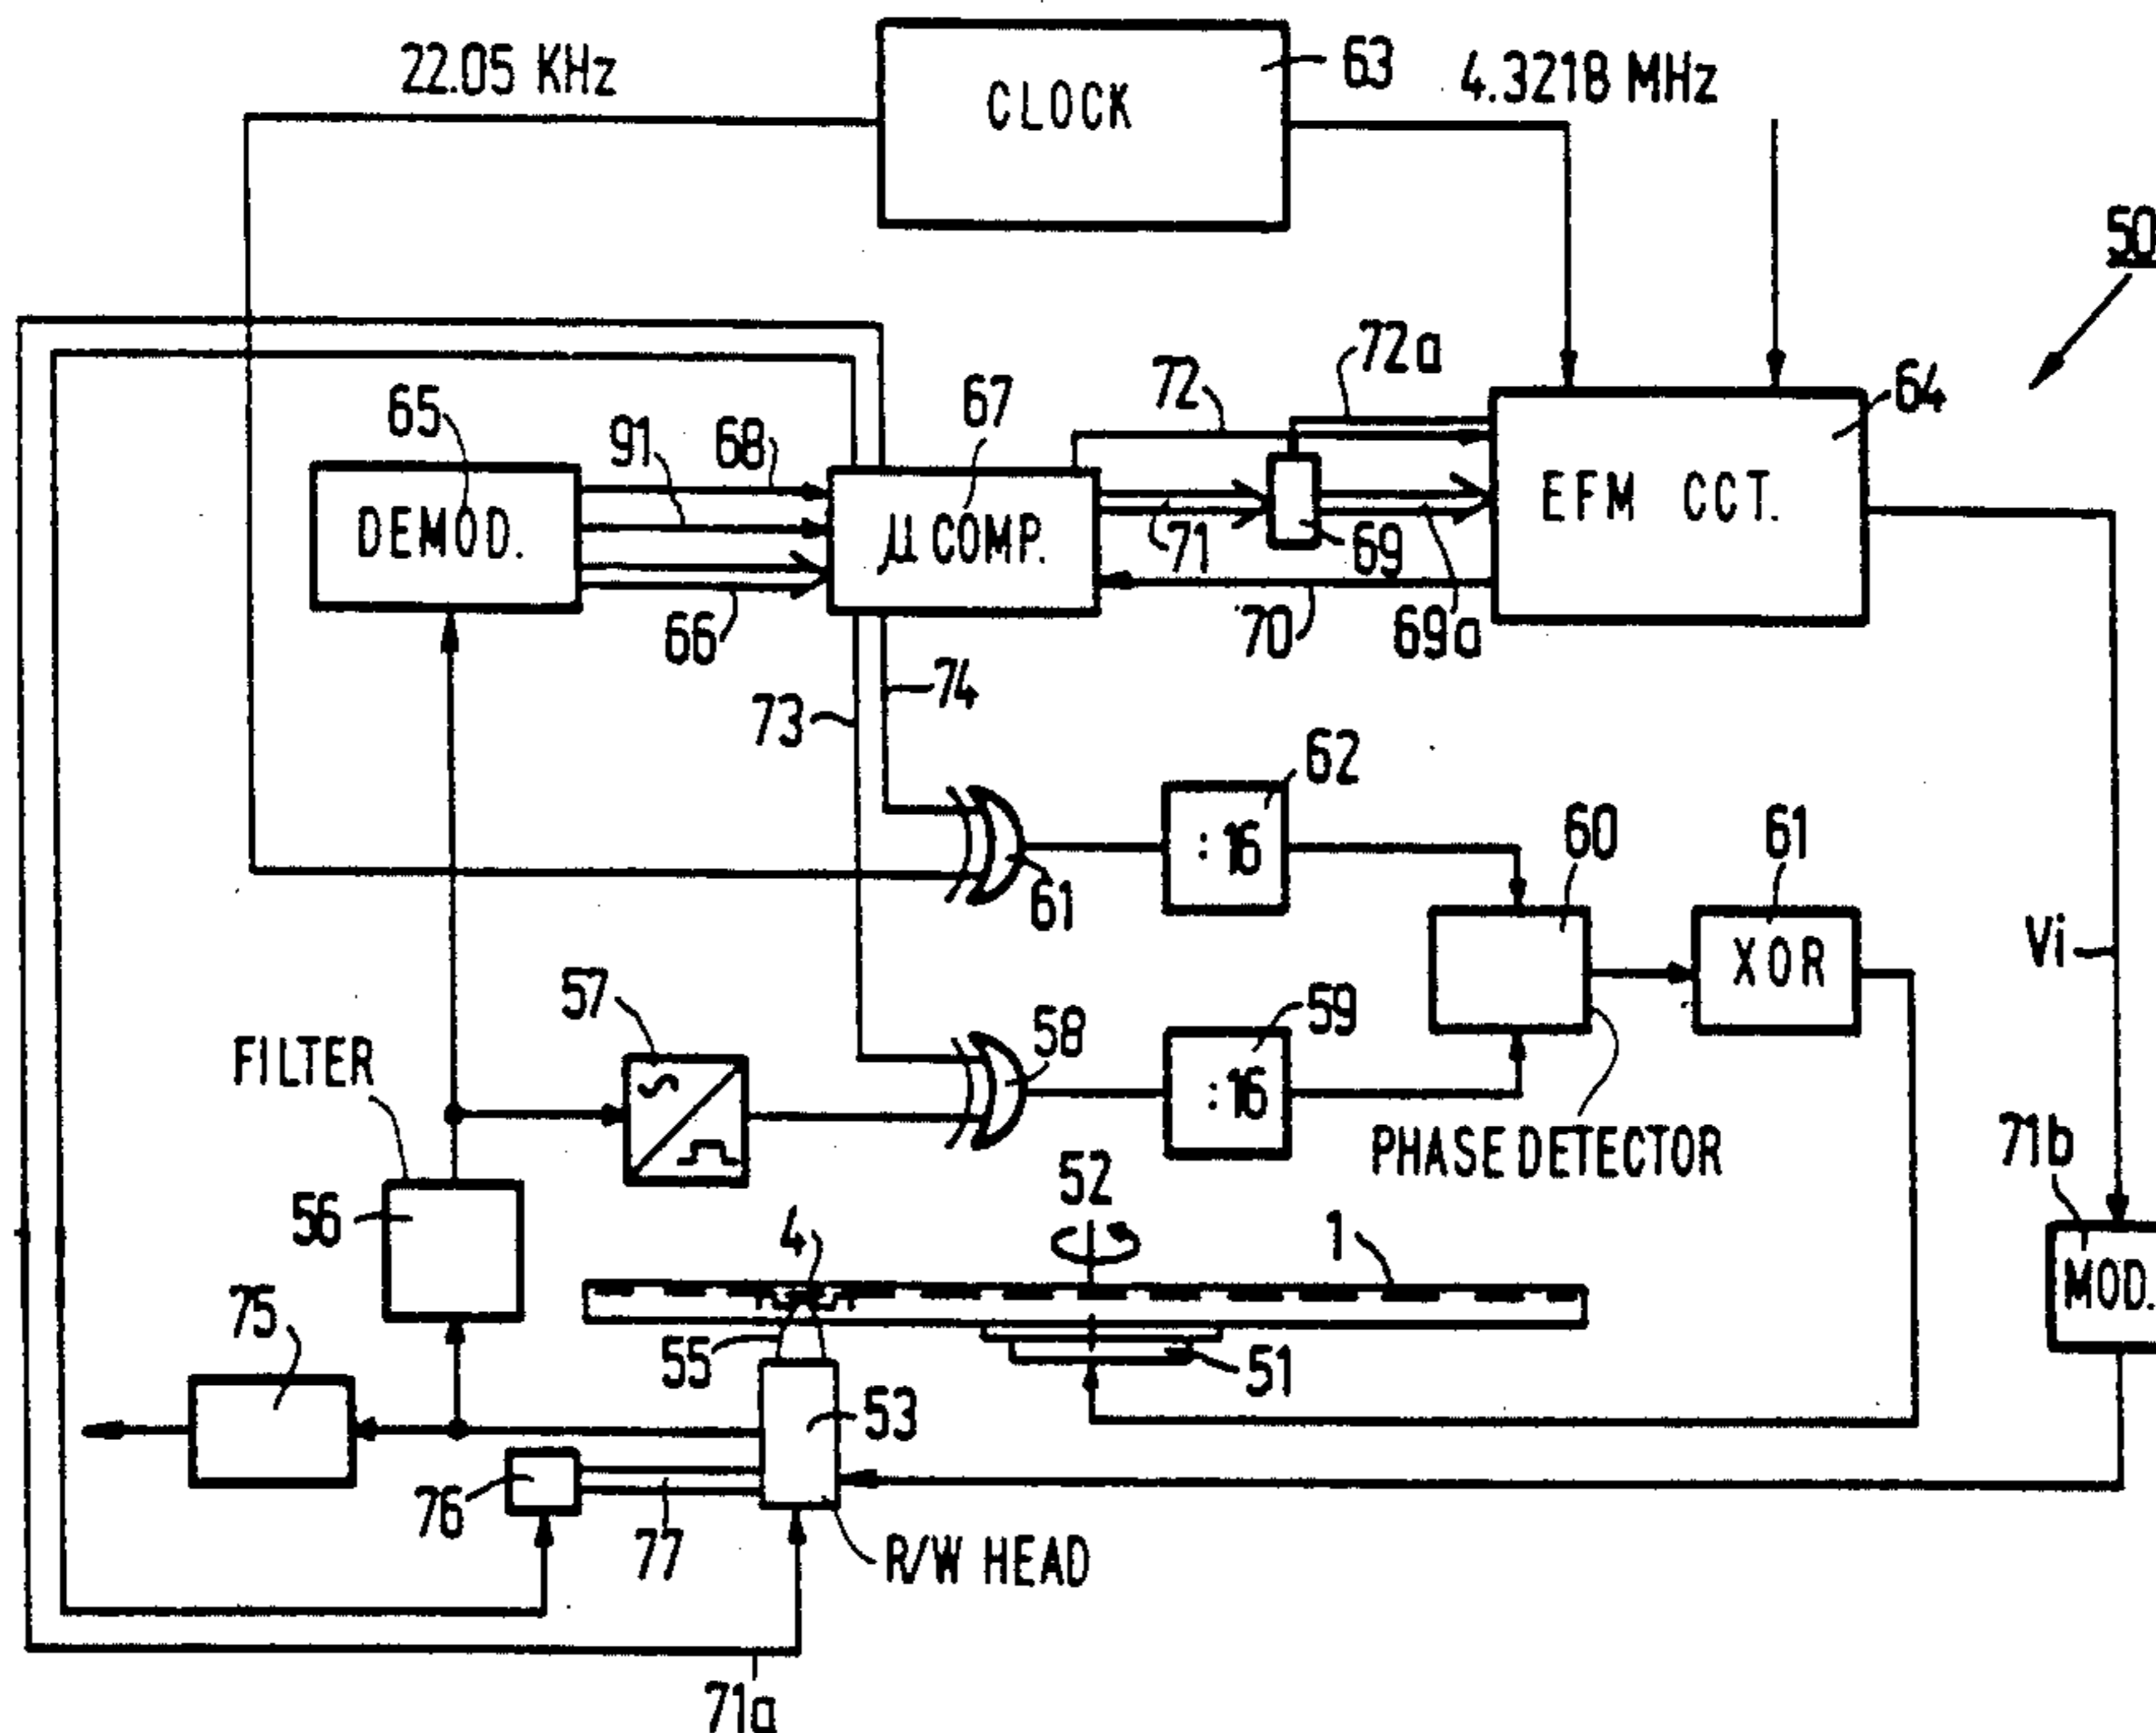 22.05 KHz
CLOCK
63
4.3218 MHz
50
72a
72
67
64
65
91
68
DEMOD.
μ COMP.
71
69
EFM CCT.
66
70
69a
74
73
62
: 16
61
60
61
XOR
Vi
57
58
59
: 16
FILTER
PHASE DETECTOR
71b
MOD.
56
52
4
1
75
55
51
53
76
77
R/W HEAD
71a